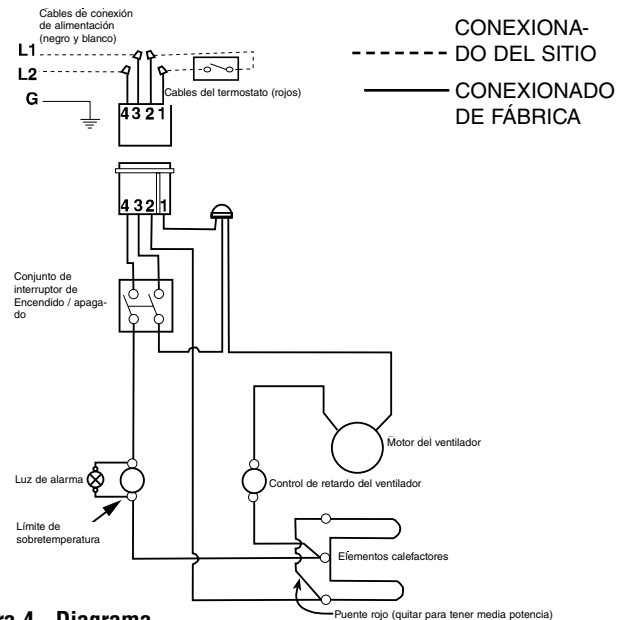 Cables de conexión
de alimentación
(negro y blanco)
L1
L2
G
Cables del termostato (rojos)
4 3 2 1
CONEXIONA-
DO DEL SITIO
CONEXIONADO
DE FÁBRICA
4 3 2 1
Conjunto de
interruptor de
Encendido / apaga-
do
Motor del ventilador
Luz de alarma
Control de retardo del ventilador
Límite de
sobretemperatura
Elementos calefactores
Puente rojo (quitar para tener media potencia)
ra 4 Diagrama